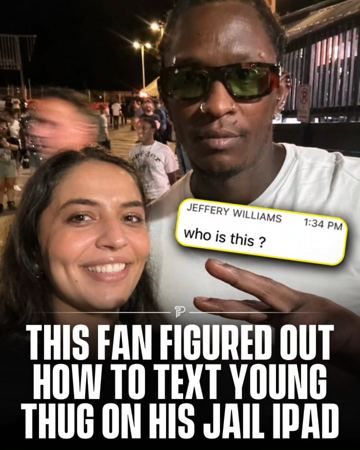 JEFFERY WILLIAMS 1:34 PM
who is this ?
THIS FAN FIGURED OUT
HOW TO TEXT YOUNG
THUG ON HIS JAIL IPAD